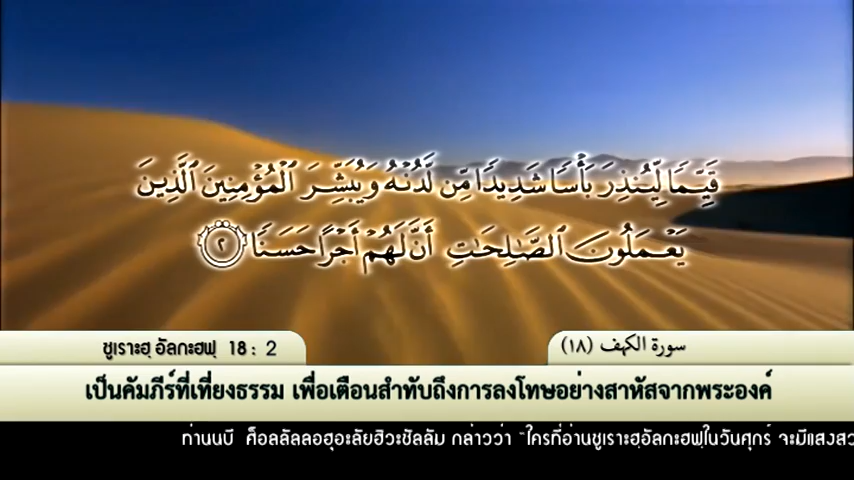 قَيِّمًا لِّيُنذِرَ بَأْسًا شَدِيدًا مِّن لَّدُنْهُ وَيُبَشِّرَ الْمُؤْمِنِينَ الَّذِينَ
يَعْمَلُونَ الصَّالِحَاتِ أَنَّ لَهُمْ أَجْرًا حَسَنًا ٢
ซูเราะฮฺ อัลกะฮฟฺ 18 : 2
سورة الكهف (١٨)
เป็นคัมภีร์ที่เที่ยงธรรม เพื่อเตือนสำทับถึงการลงโทษอย่างสาหัสจากพระองค์
ท่านนบี ศ็อลลัลลอฮุอะลัยฮิวะซัลลัม กล่าวว่า "ใครที่อ่านซูเราะฮฺอัลกะฮฟฺในวันศุกร์ จะมีแสงสว